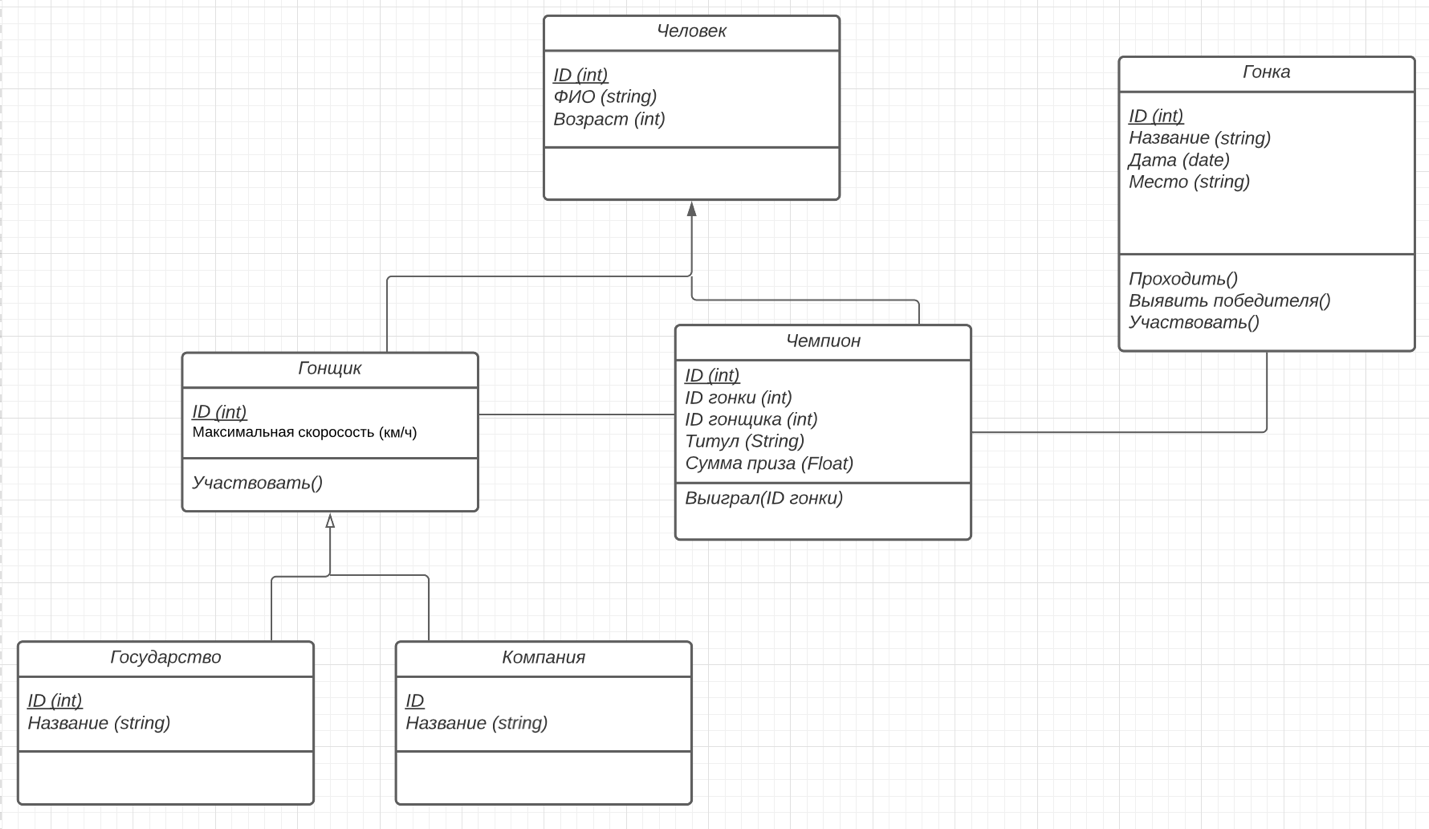 Человек
ID (int)
ФИО (string)
Возраст (int)
Гонка
ID (int)
Название (string)
Дата (date)
Место (string)
Проходить()
Выявить победителя()
Участвовать()
Гонщик
ID (int)
Максимальная скоросость (км/ч)
Участвовать()
Чемпион
ID (int)
ID гонки (int)
ID гонщика (int)
Титул (String)
Сумма приза (Float)
Выиграл(ID гонки)
Государство
ID (int)
Название (string)
Компания
ID
Название (string)